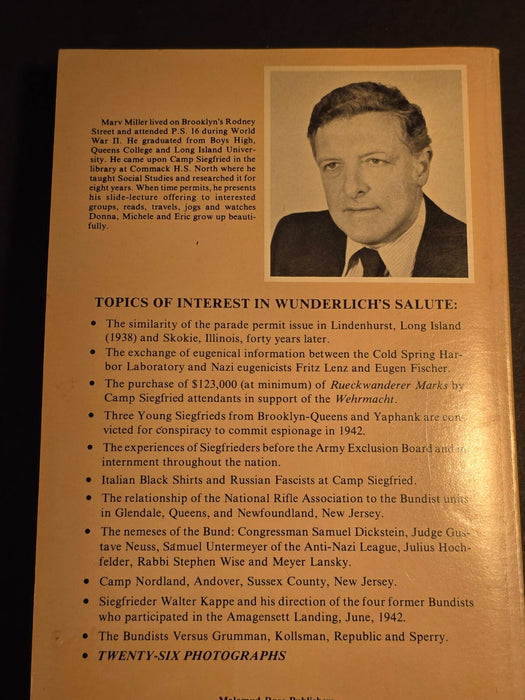 Marv Miller lived on Brooklyn's Rodney
Street and attended P.S. 16 during World
War II. He graduated from Boys High,
Queens College and Long Island Univer-
sity. He came upon Camp Siegfried in the
library at Commack H.S. North where he
taught Social Studies and researched it for
eight years. When time permits, he presents
his slide-lecture offering to interested
groups, reads, travels, jogs and watches
Donna, Michele and Eric grow up beauti-
fully.
TOPICS OF INTEREST IN WUNDERLICH'S SALUTE:
• The similarity of the parade permit issue in Lindenhurst, Long Island
(1938) and Skokie, Illinois, forty years later.
• The exchange of eugenical information between the Cold Spring Har-
bor Laboratory and Nazi eugenicists Fritz Lenz and Eugen Fischer.
• The purchase of $123,000 (at minimum) of Rueckwanderer Marks by
Camp Siegfried attendants in support of the Wehrmacht.
• Three Young Siegfrieds from Brooklyn-Queens and Yaphank are con-
victed for conspiracy to commit espionage in 1942.
• The experiences of Siegfrieders before the Army Exclusion Board and in
internment throughout the nation.
• Italian Black Shirts and Russian Fascists at Camp Siegfried.
• The relationship of the National Rifle Association to the Bundist units
in Glendale, Queens, and Newfoundland, New Jersey.
• The nemeses of the Bund: Congressman Samuel Dickstein, Judge Gus-
tave Neuss, Samuel Untermeyer of the Anti-Nazi League, Julius Hoch-
felder, Rabbi Stephen Wise and Meyer Lansky.
• Camp Nordland, Andover, Sussex County, New Jersey.
• Siegfrieder Walter Kappe and his direction of the four former Bundists
who participated in the Amagensett Landing, June, 1942.
• The Bundists Versus Grumman, Kollsman, Republic and Sperry.
• TWENTY-SIX PHOTOGRAPHS